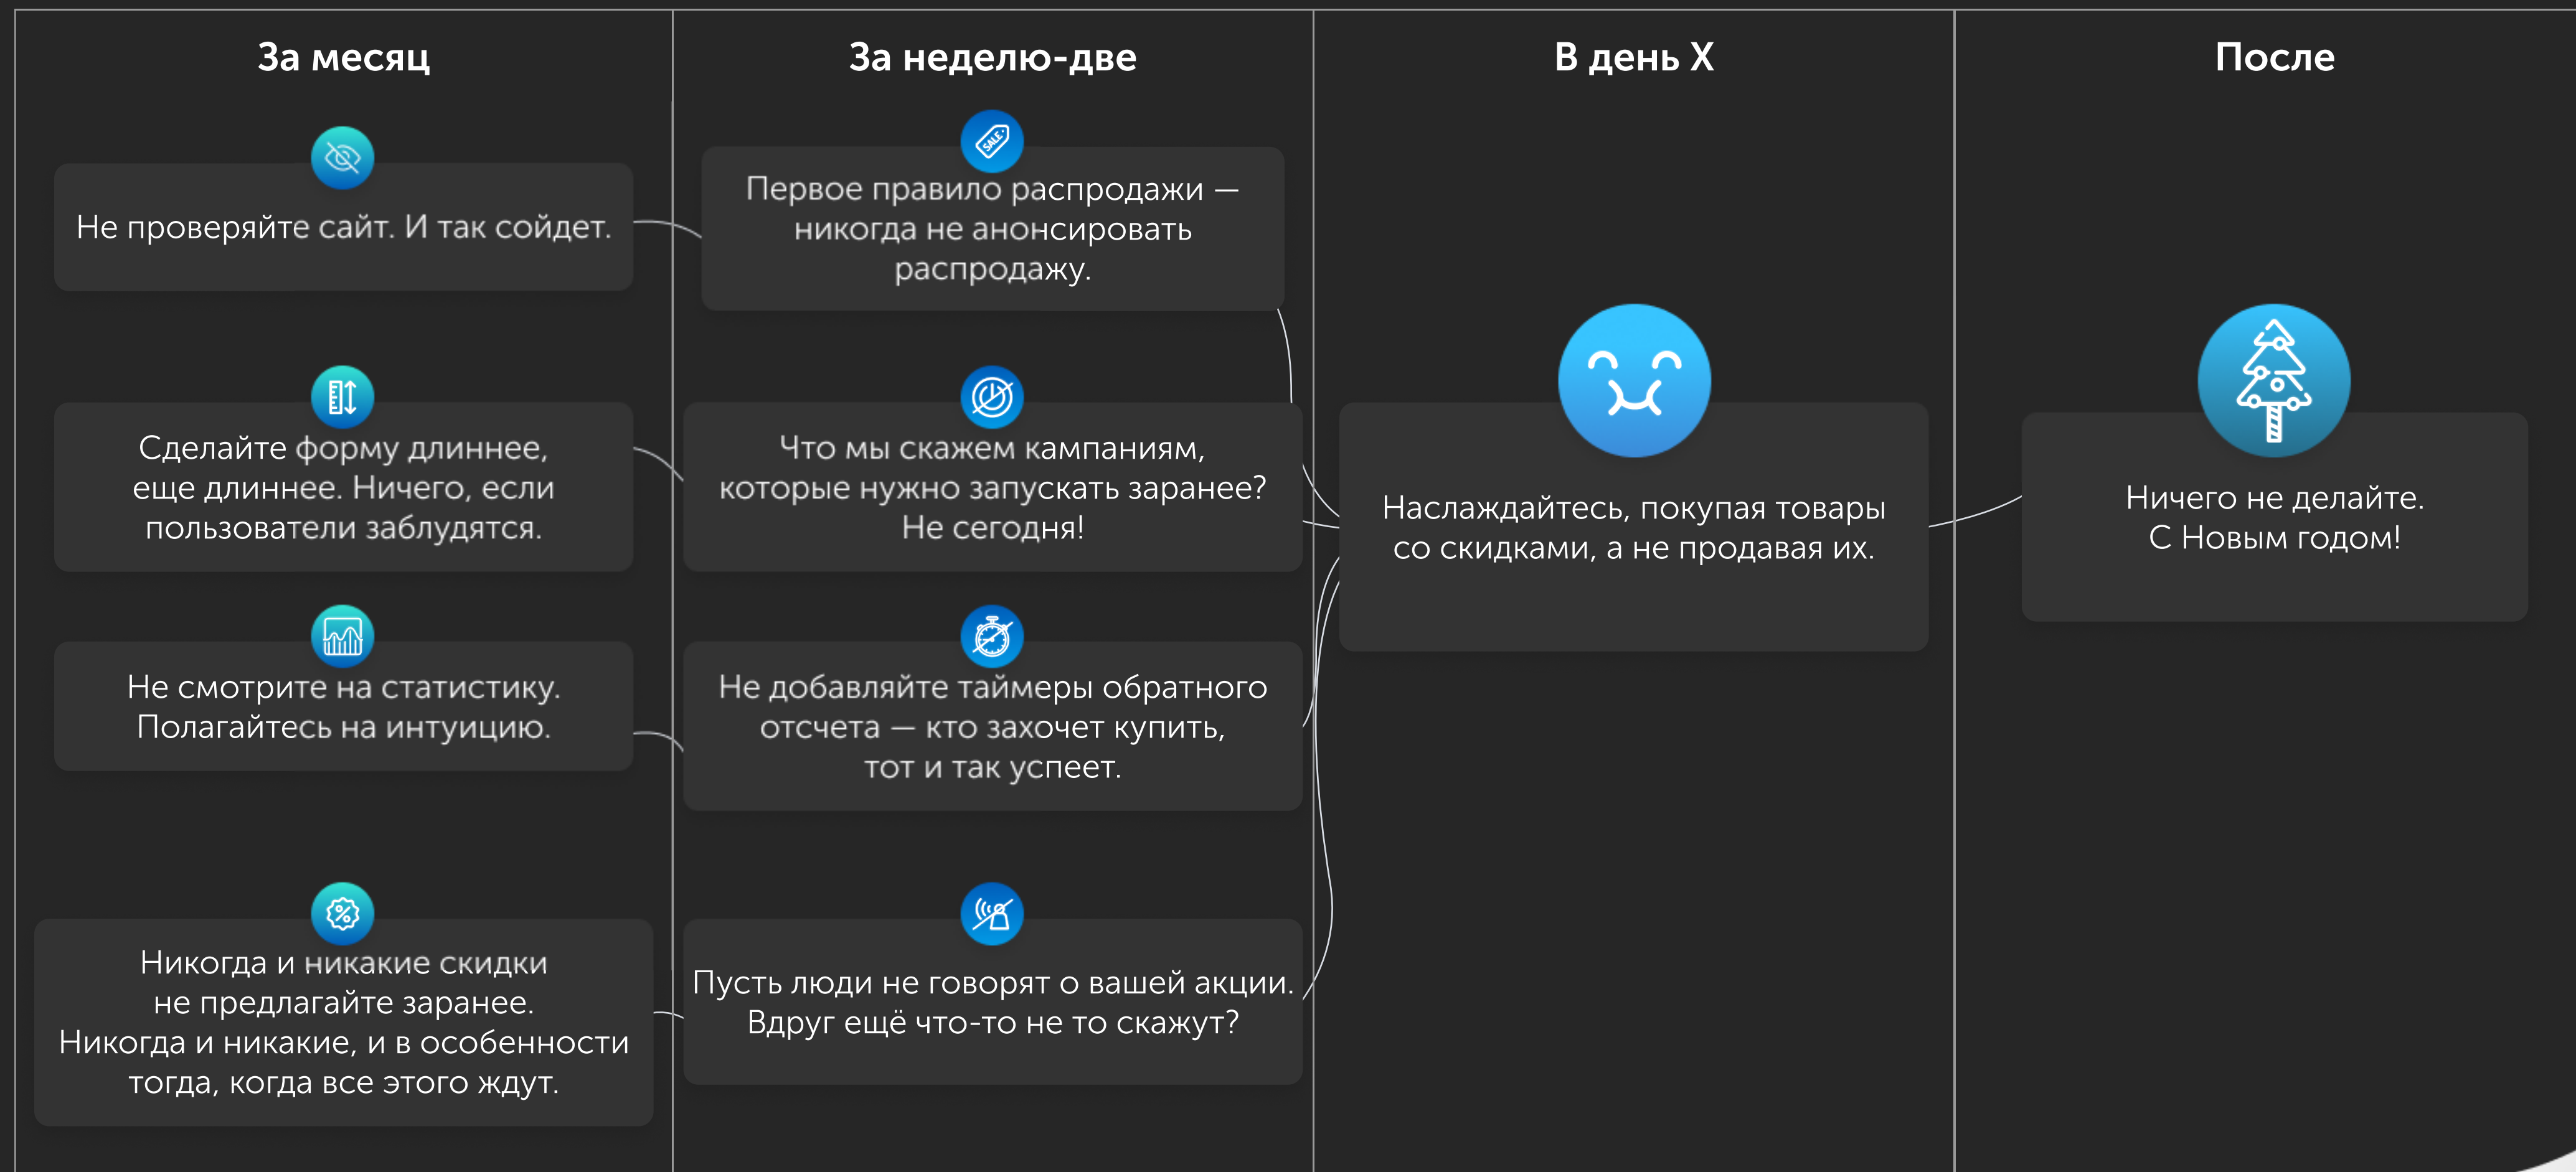 За месяц
Не проверяйте сайт. И так сойдет.
Сделайте форму длиннее,
еще длиннее. Ничего, если
пользователи заблудятся.
Не смотрите на статистику.
Полагайтесь на интуицию.
Никогда и никакие скидки
не предлагайте заранее.
Никогда и никакие, и в особенности
тогда, когда все этого ждут.
За неделю-две
SALE
Первое правило распродажи —
никогда не анонсировать
распродажу.
Что мы скажем кампаниям,
которые нужно запускать заранее?
Не сегодня!
Не добавляйте таймеры обратного
отсчета — кто захочет купить,
тот и так успеет.
Пусть люди не говорят о вашей акции.
Вдруг ещё что-то не то скажут?
В день Х
Наслаждайтесь, покупая товары
со скидками, а не продавая их.
После
Ничего не делайте.
С Новым годом!